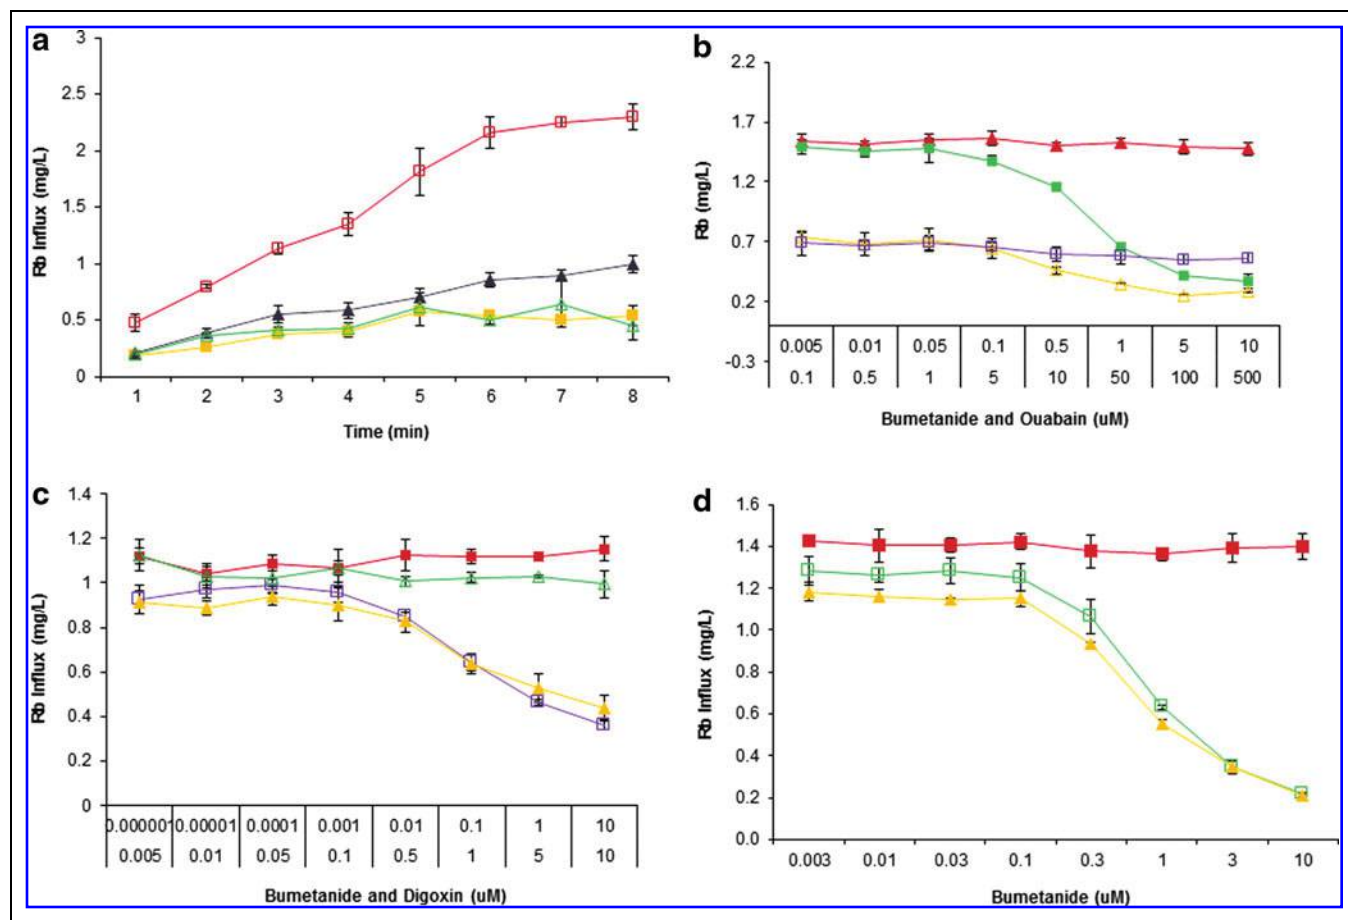 a
3
2.5
2
1.5
1
0.5
0
Rb Influx (mg/L)
1 2 3 4 5 6 7 8
Time (min)
b
2.2
1.7
1.2
0.7
0.2
-0.3
Rb (mg/L)
0.005 0.01 0.05 0.1 0.5 1 5 10
0.1 0.5 1 5 10 50 100 500
Bumetanide and Ouabain (uM)
c
1.4
1.2
1
0.8
0.6
0.4
0.2
0
Rb Influx (mg/L)
0.000001 0.00001 0.0001 0.001 0.01 0.1 1 10
0.005 0.01 0.05 0.1 0.5 1 5 10
Bumetanide and Digoxin (uM)
d
1.6
1.4
1.2
1.0
0.8
0.6
0.4
0.2
0.0
Rb Influx (mg/L)
0.003 0.01 0.03 0.1 0.3 1 3 10
Bumetanide (uM)